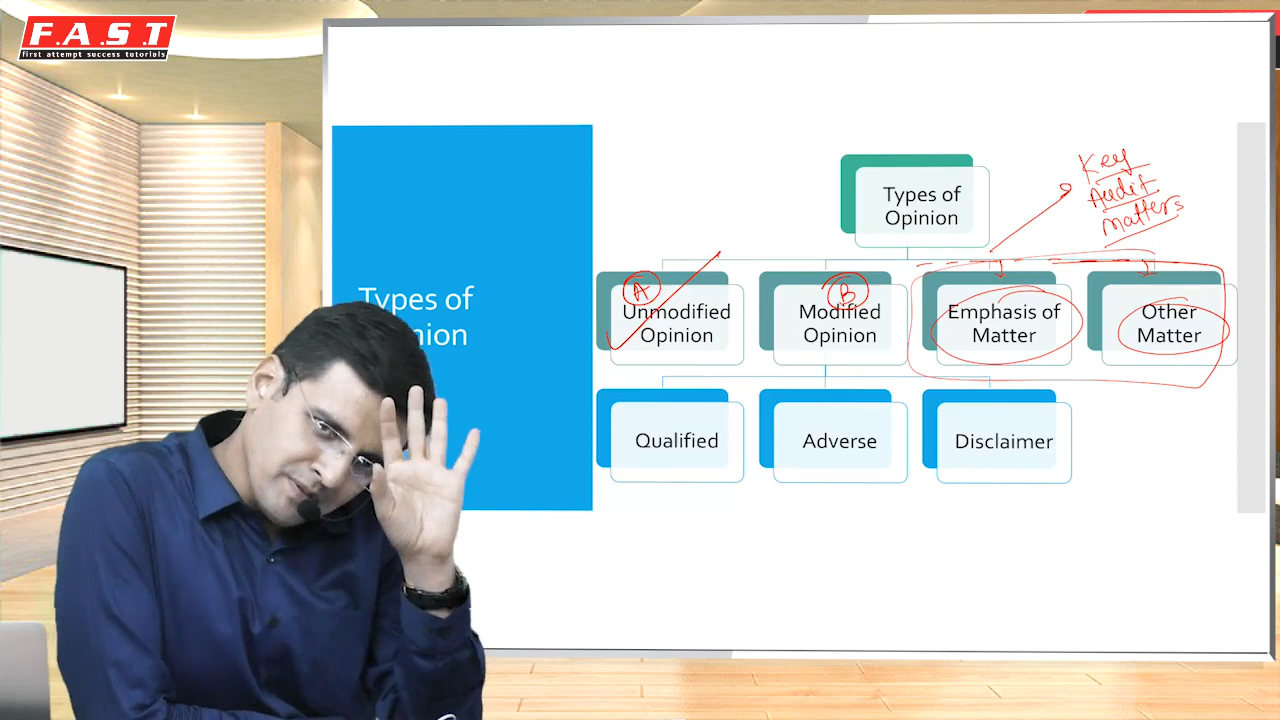 F.A.S.T
first attempt success tutorials
Types of
nion
Types of
Opinion
Key
Audit
Matters
A
Unmodified
Opinion
B
Modified
Opinion
Emphasis of
Matter
Other
Matter
Qualified
Adverse
Disclaimer